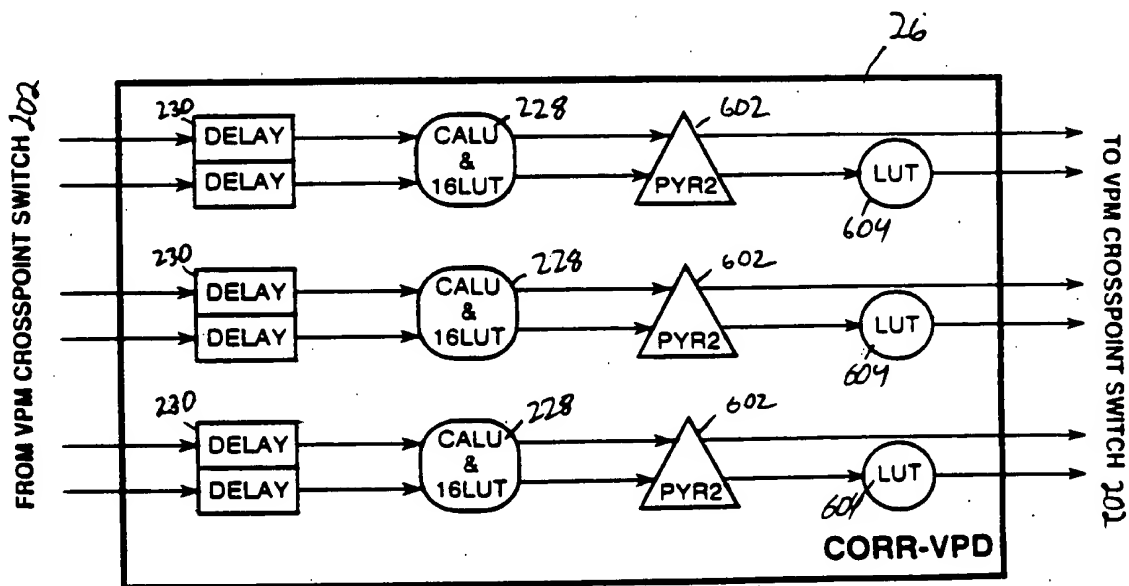 26
FROM VPM CROSSPOINT SWITCH 202
230
DELAY
DELAY
228
CALU
&
16LUT
602
PYR2
LUT
604
230
DELAY
DELAY
228
CALU
&
16LUT
602
PYR2
LUT
604
230
DELAY
DELAY
228
CALU
&
16LUT
602
PYR2
LUT
604
CORR-VPD
TO VPM CROSSPOINT SWITCH 202